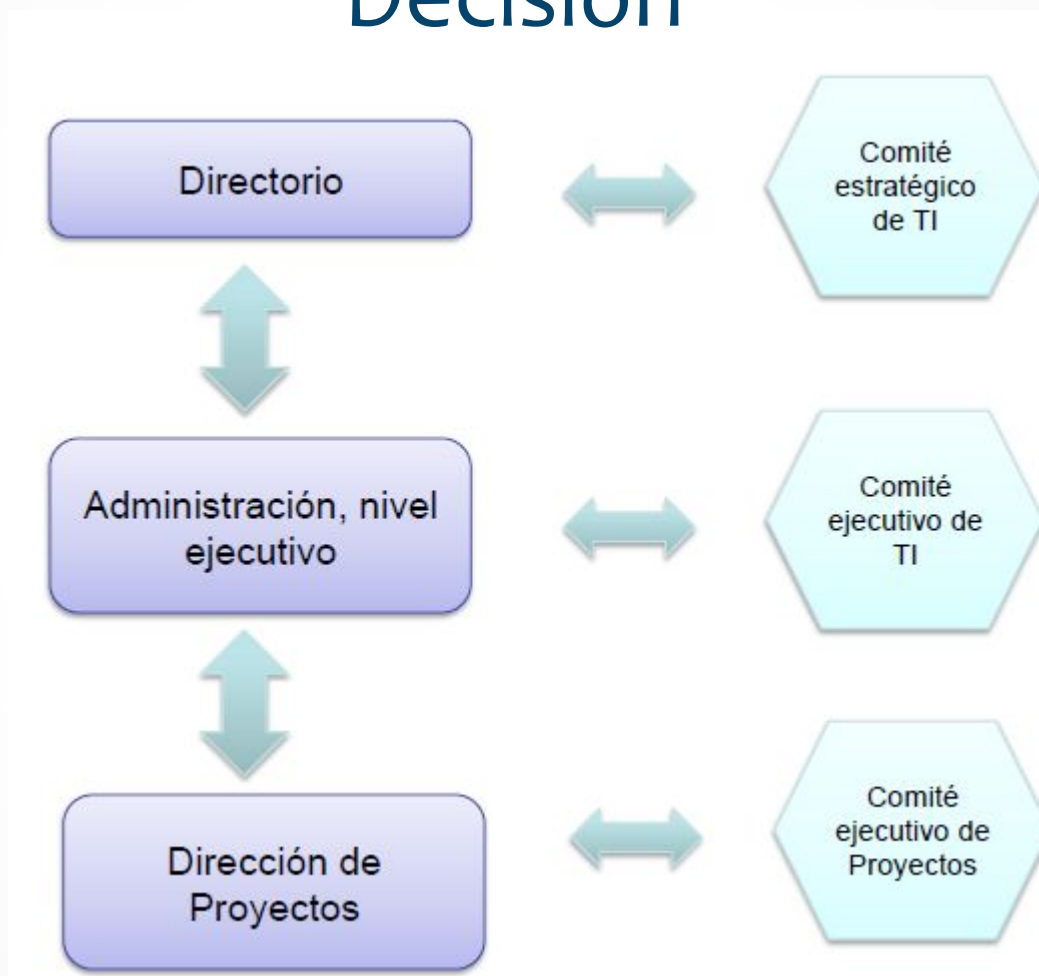 Decisión
Directorio
Comité
estratégico
de TI
Administración, nivel
ejecutivo
Comité
ejecutivo de
TI
Dirección de
Proyectos
Comité
ejecutivo de
Proyectos